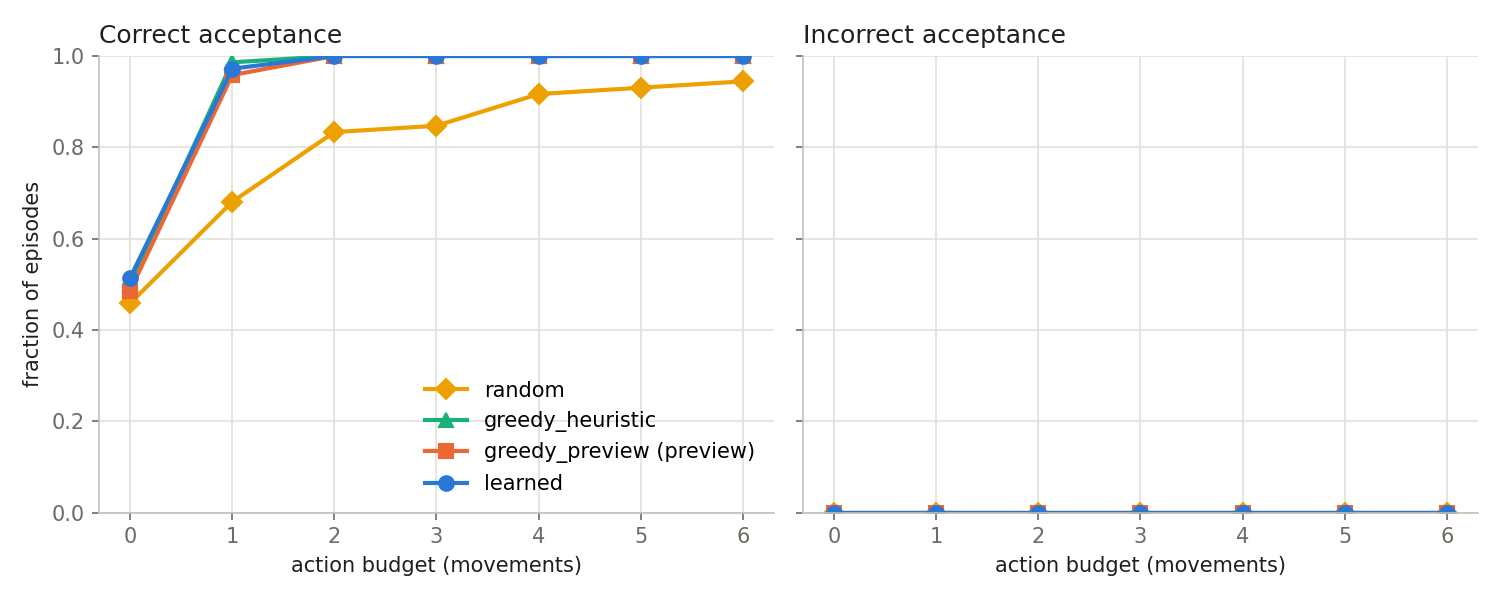 Correct acceptance
Incorrect acceptance
fraction of episodes
1.0
0.8
0.6
0.4
0.2
0.0
random
greedy_heuristic
greedy_preview (preview)
learned
0 1 2 3 4 5 6
0 1 2 3 4 5 6
action budget (movements)
action budget (movements)